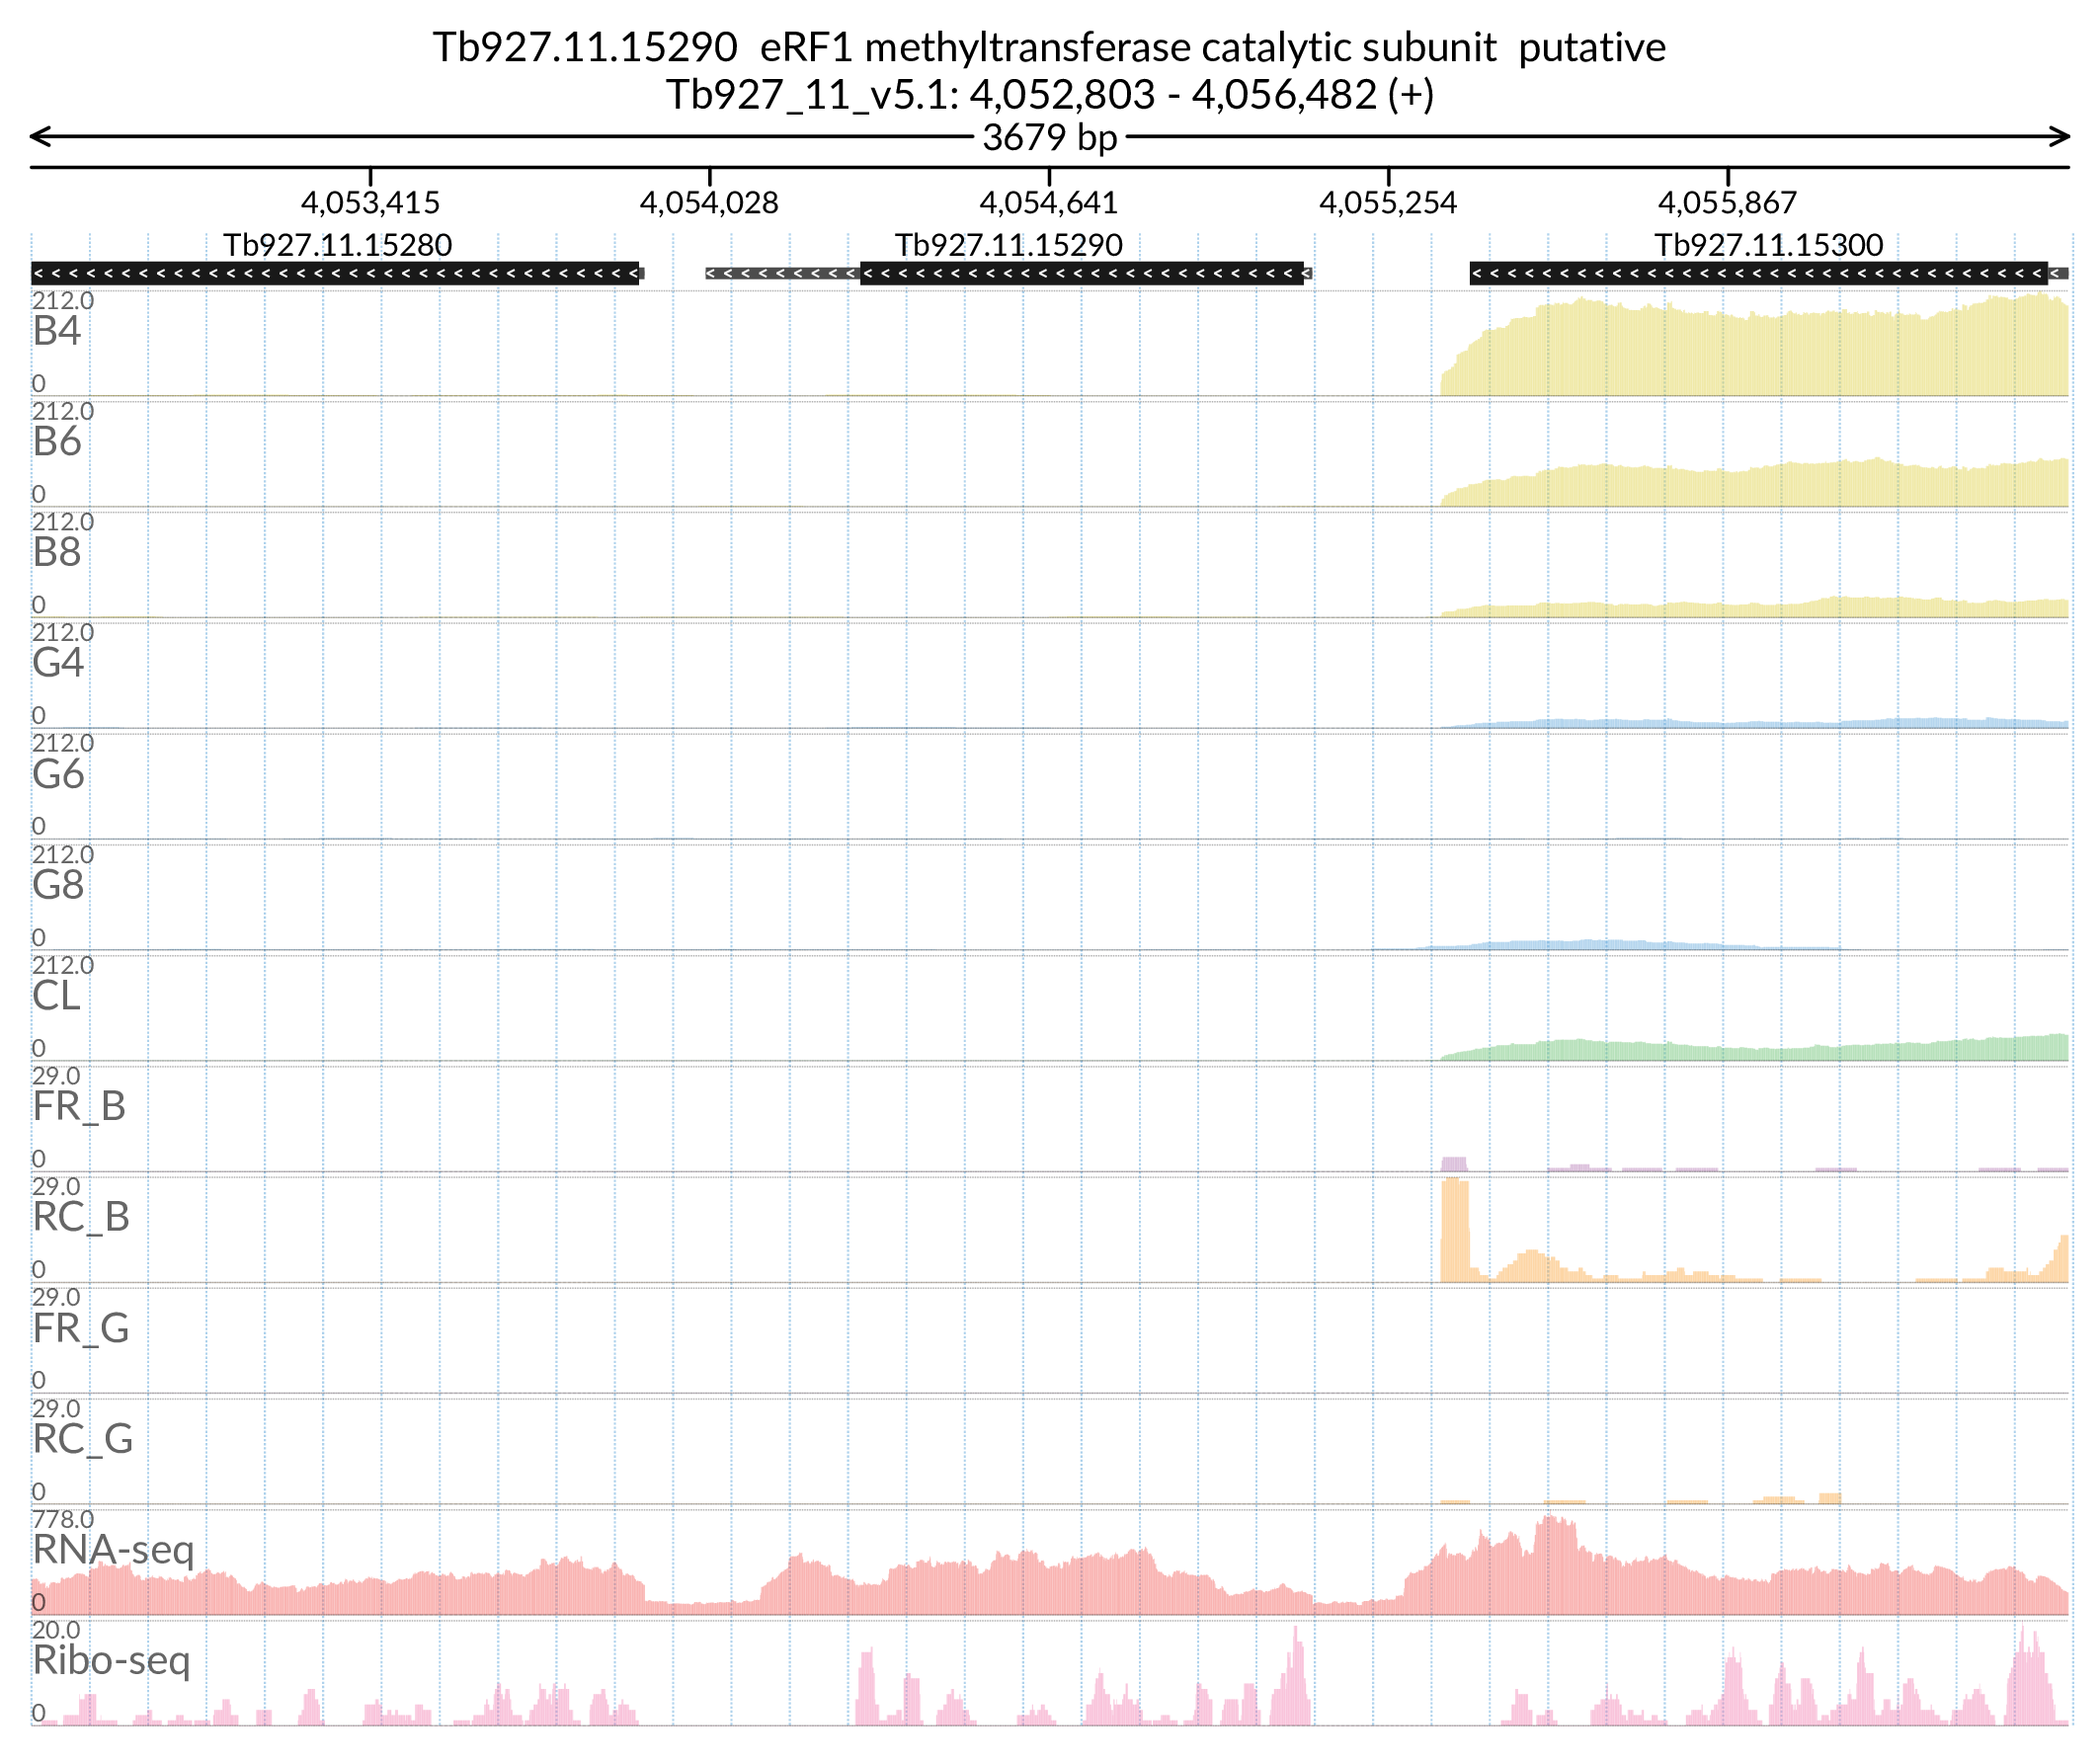 Tb927.11.15290  eRF1 methyltransferase catalytic subunit  putative
Tb927_11_v5.1: 4,052,803 - 4,056,482 (+)
3679 bp
4,053,415 4,054,028 4,054,641 4,055,254 4,055,867
Tb927.11.15280 Tb927.11.15290 Tb927.11.15300
212.0
B4
0
212.0
B6
0
212.0
B8
0
212.0
G4
0
212.0
G6
0
212.0
G8
0
212.0
CL
0
29.0
FR_B
0
29.0
RC_B
0
29.0
FR_G
0
29.0
RC_G
0
778.0
RNA-seq
0
20.0
Ribo-seq
0